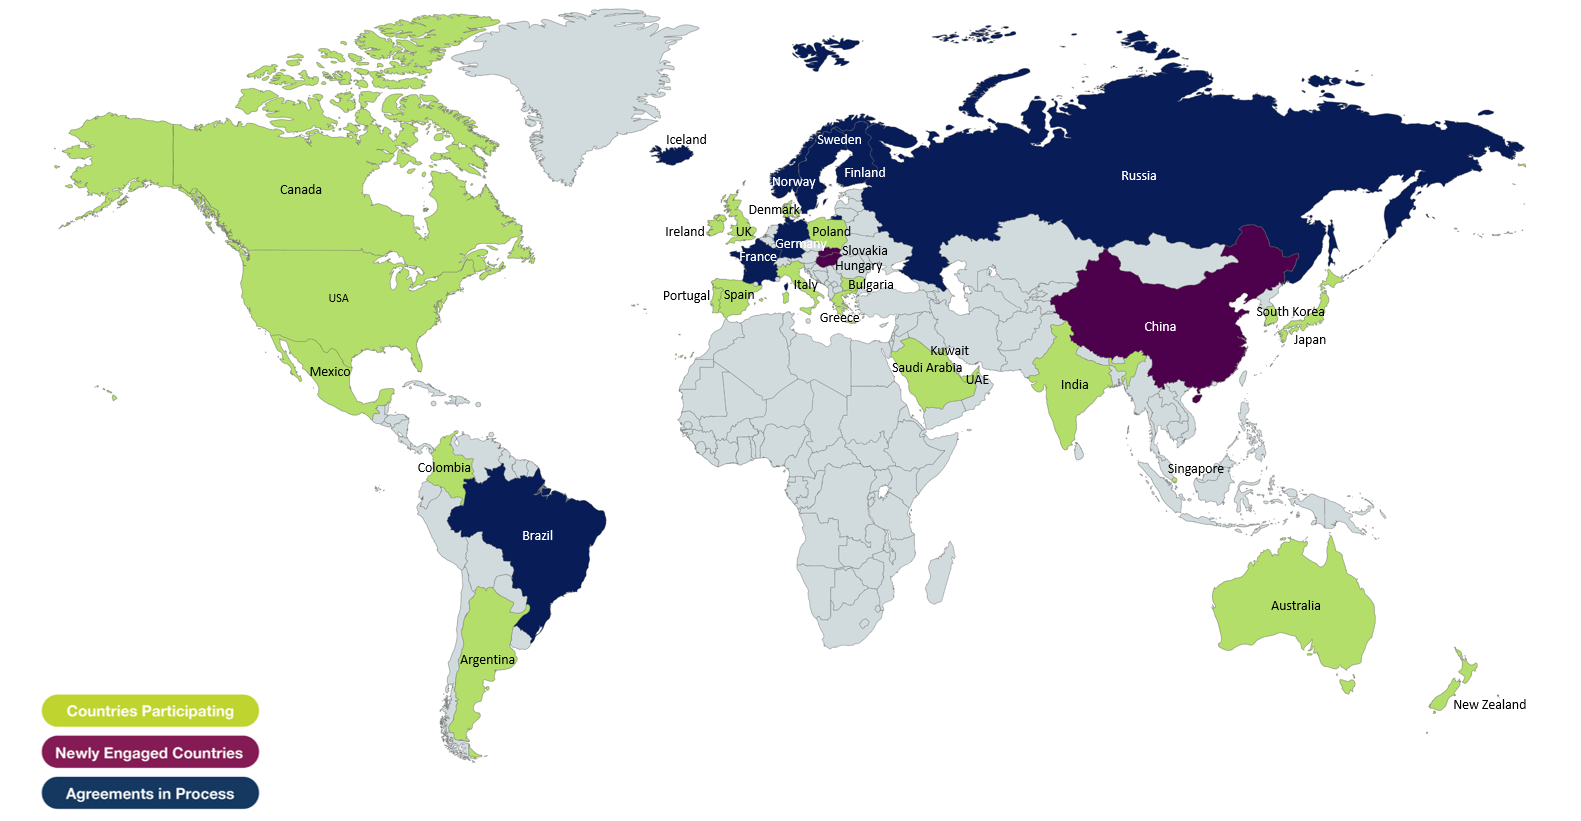 Iceland
Sweden
Finland
Norway
Russia
Canada
Denmark
Ireland
UK
Poland
Germany
Slovakia
France
Hungary
Italy
Bulgaria
Portugal
Spain
Greece
USA
South Korea
China
Japan
Mexico
Kuwait
Saudi Arabia
UAE
India
Colombia
Singapore
Brazil
Australia
Argentina
New Zealand
Countries Participating
Newly Engaged Countries
Agreements in Process